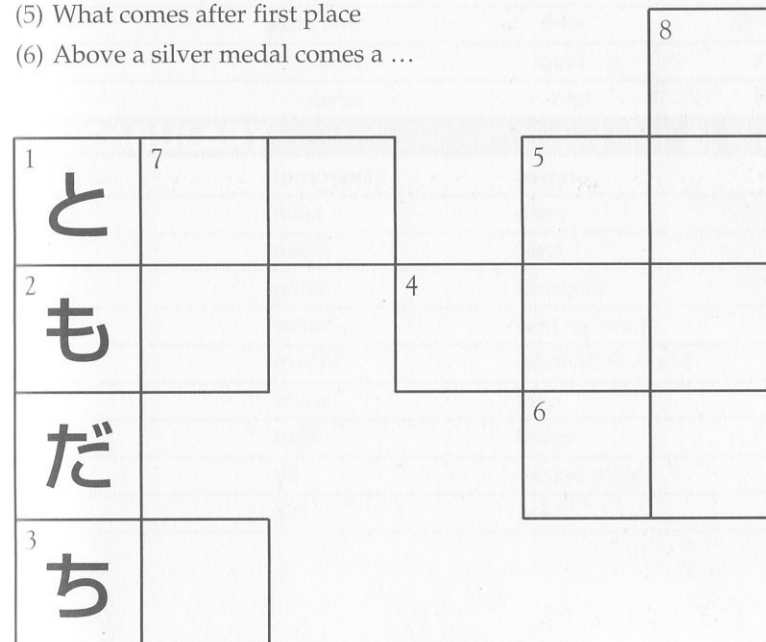 (5) What comes after first place
(6) Above a silver medal comes a …
8
1 と 7 5
2 も 4
だ 6
3 ち